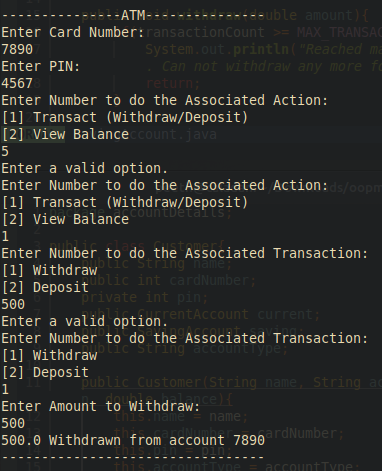 ---------------ATM---------------
Enter Card Number:
7890
Enter PIN:
4567
Enter Number to do the Associated Action:
[1] Transact (Withdraw/Deposit)
[2] View Balance
5
Enter a valid option.
Enter Number to do the Associated Action:
[1] Transact (Withdraw/Deposit)
[2] View Balance
1
Enter Number to do the Associated Transaction:
[1] Withdraw
[2] Deposit
500
Enter a valid option.
Enter Number to do the Associated Transaction:
[1] Withdraw
[2] Deposit
1
Enter Amount to Withdraw:
500
500.0 Withdrawn from account 7890
---------------------------------